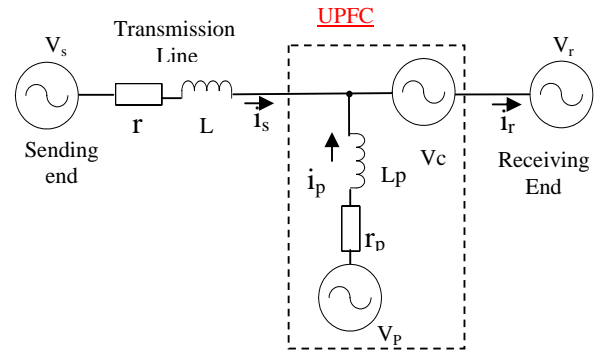 UPFC
Transmission
Line
Vs
Vr
r
L
is
ir
Sending
end
Vc
Receiving
End
ip
Lp
rp
VP